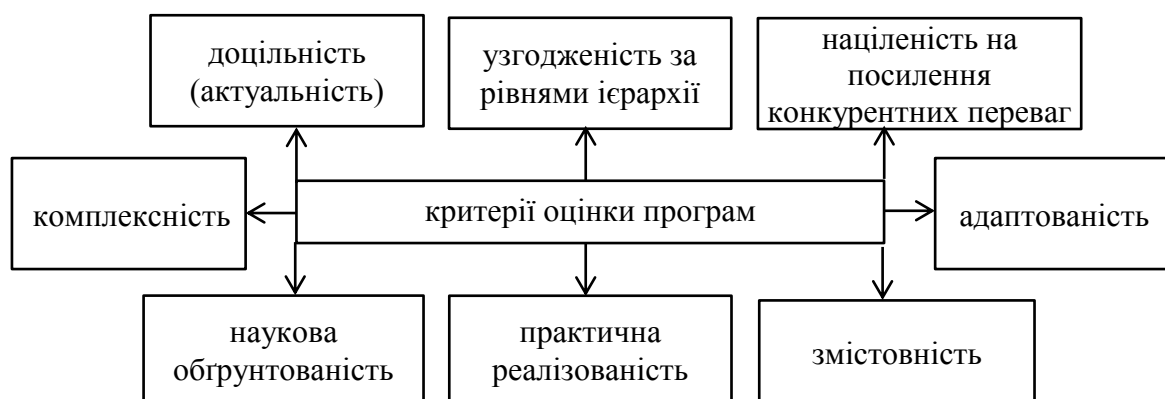 доцільність
(актуальність)
узгодженість за
рівнями ієрархії
націленість на
посилення
конкурентних переваг
комплексність
критерії оцінки програм
адаптованість
наукова
обґрунтованість
практична
реалізованість
змістовність